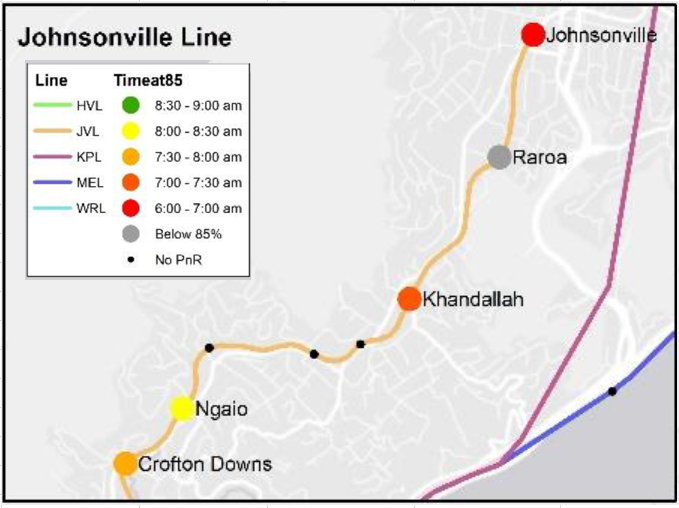 Johnsonville Line
Line Timeat85
HVL 8:30 - 9:00 am
JVL 8:00 - 8:30 am
KPL 7:30 - 8:00 am
MEL 7:00 - 7:30 am
WRL 6:00 - 7:00 am
Below 85%
No PnR
Johnsonville
Raroa
Khandallah
Ngaio
Crofton Downs